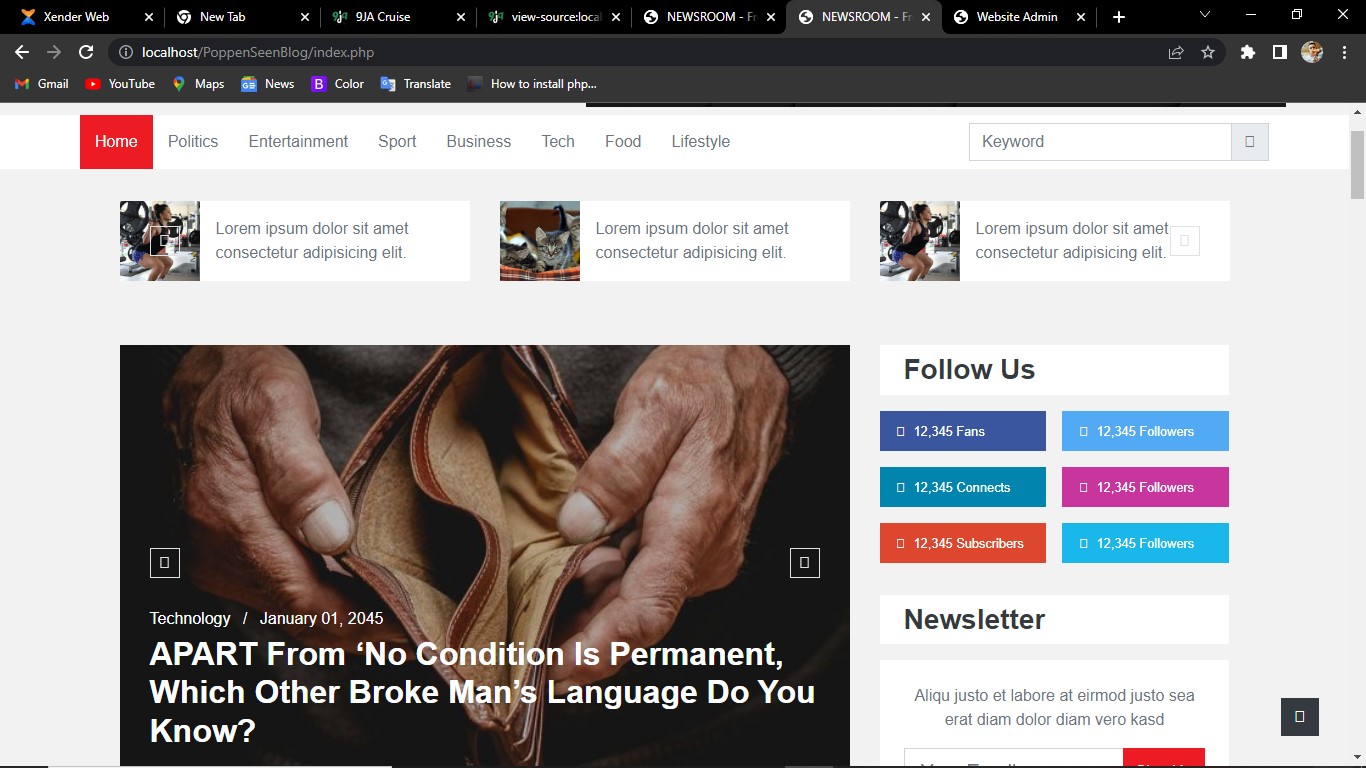 Xender Web
New Tab
9JA Cruise
view-source:local
NEWSROOM - Fr
NEWSROOM - Fr
Website Admin
localhost/PoppenSeenBlog/index.php
Gmail
YouTube
Maps
News
Color
Translate
How to install php...
Home
Politics
Entertainment
Sport
Business
Tech
Food
Lifestyle
Keyword
Lorem ipsum dolor sit amet
consectetur adipisicing elit.
Lorem ipsum dolor sit amet
consectetur adipisicing elit.
Lorem ipsum dolor sit amet
consectetur adipisicing elit.
Technology / January 01, 2045
APART From ‘No Condition Is Permanent,
Which Other Broke Man’s Language Do You
Know?
Follow Us
12,345 Fans
12,345 Followers
12,345 Connects
12,345 Followers
12,345 Subscribers
12,345 Followers
Newsletter
Aliqu justo et labore at eirmod justo sea
erat diam dolor diam vero kasd